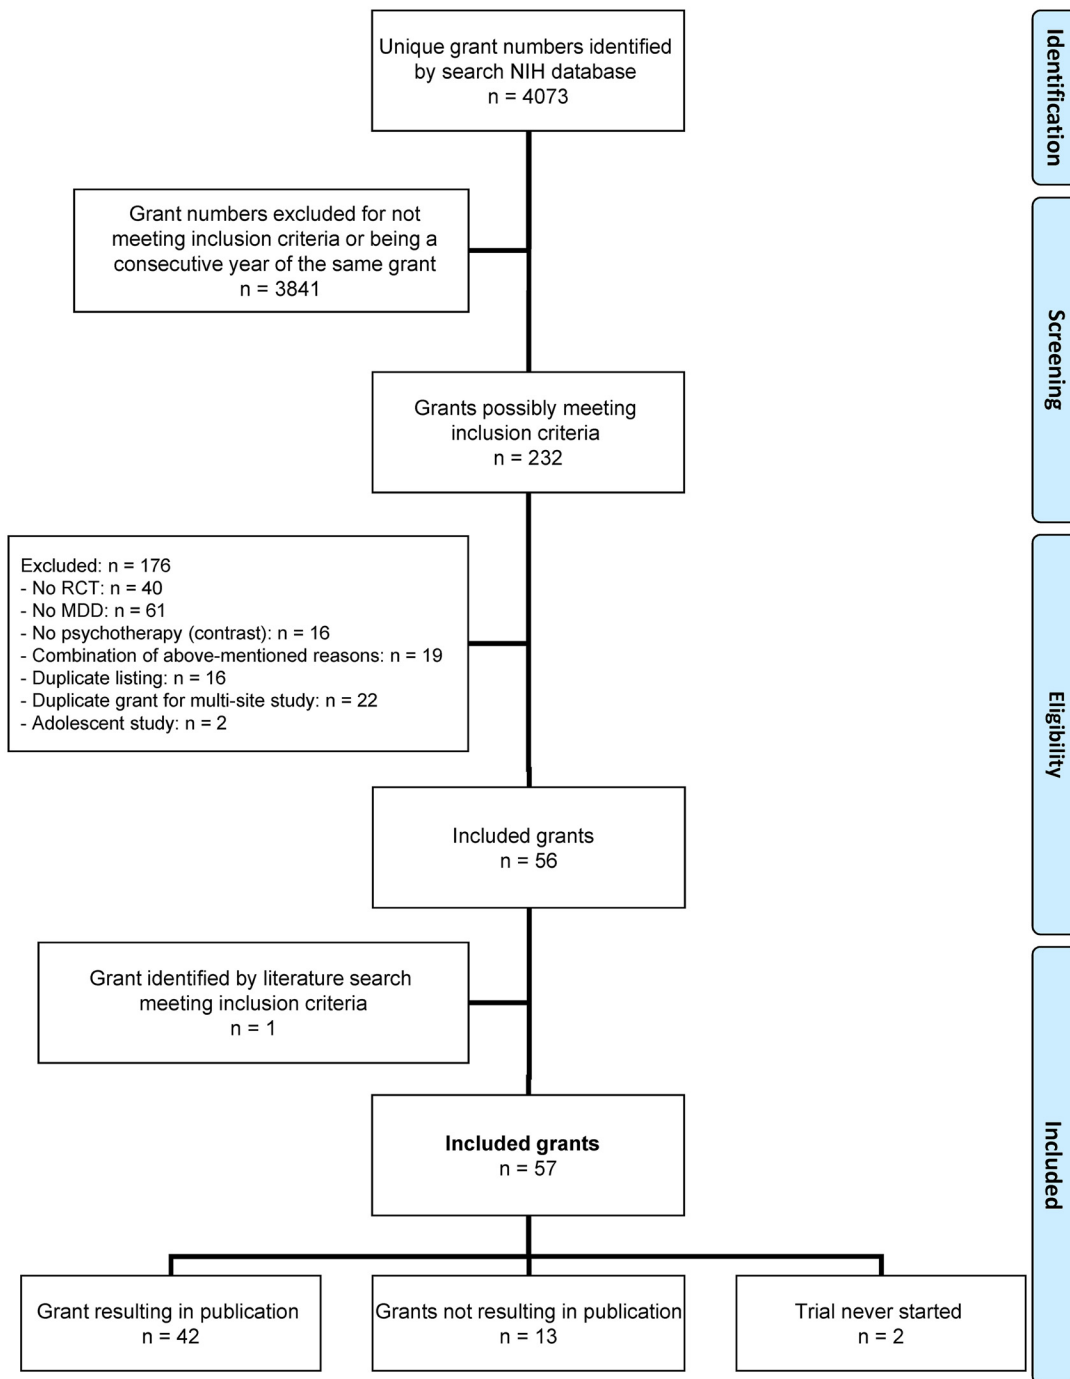 Unique grant numbers identified
by search NIH database
n = 4073
Identification
Grant numbers excluded for not
meeting inclusion criteria or being a
consecutive year of the same grant
n = 3841
Screening
Grants possibly meeting
inclusion criteria
n = 232
Excluded: n = 176
- No RCT: n = 40
- No MDD: n = 61
- No psychotherapy (contrast): n = 16
- Combination of above-mentioned reasons: n = 19
- Duplicate listing: n = 16
- Duplicate grant for multi-site study: n = 22
- Adolescent study: n = 2
Eligibility
Included grants
n = 56
Grant identified by literature search
meeting inclusion criteria
n = 1
Included grants
n = 57
Included
Grant resulting in publication
n = 42
Grants not resulting in publication
n = 13
Trial never started
n = 2